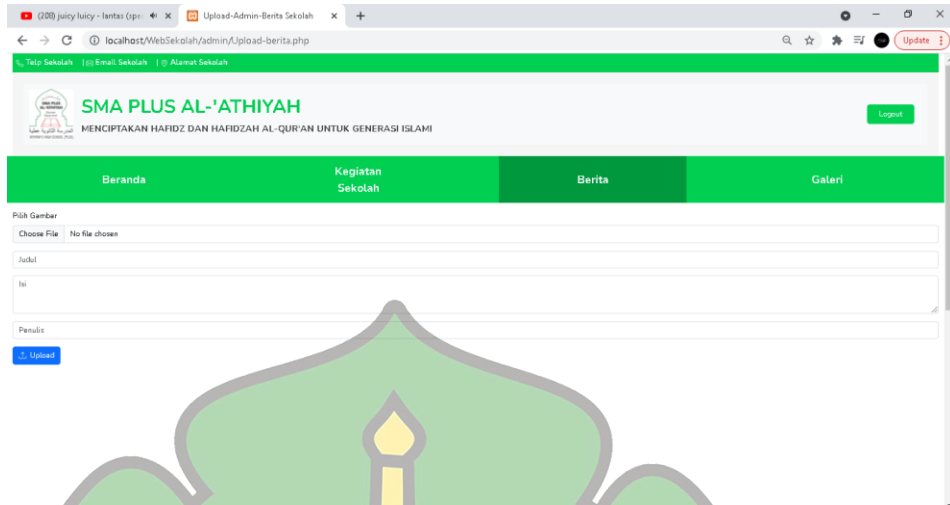 (208) juicy luicy - lantas (spe
Upload-Admin-Berita Sekolah
localhost/WebSekolah/admin/Upload-berita.php
Update
Telp Sekolah | Email Sekolah | Alamat Sekolah
SMA PLUS AL-'ATHIYAH
MENCIPTAKAN HAFIDZ DAN HAFIDZAH AL-QUR'AN UNTUK GENERASI ISLAMI
Logout
Beranda
Kegiatan
Sekolah
Berita
Galeri
Pilih Gambar
Choose File No file chosen
Judul
Isi
Penulis
Upload